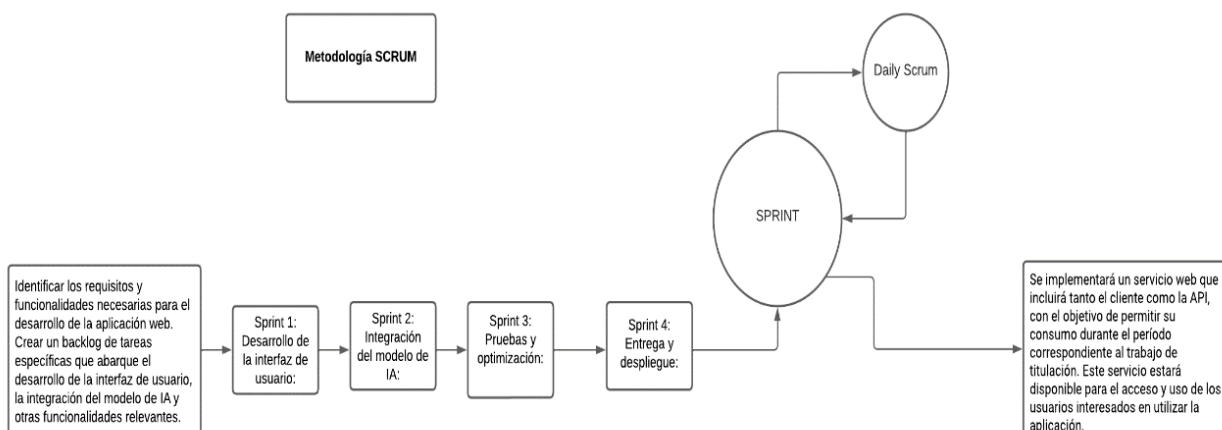 Metodología SCRUM
Daily Scrum
SPRINT
Identificar los requisitos y
funcionalidades necesarias para el
desarrollo de la aplicación web.
Crear un backlog de tareas
específicas que abarque el
desarrollo de la interfaz de usuario,
la integración del modelo de IA y
otras funcionalidades relevantes.
Sprint 1:
Desarrollo de
la interfaz de
usuario:
Sprint 2:
Integración
del modelo de
IA:
Sprint 3:
Pruebas y
optimización:
Sprint 4:
Entrega y
despliegue:
Se implementará un servicio web que
incluirá tanto el cliente como la API,
con el objetivo de permitir su
consumo durante el período
correspondiente al trabajo de
titulación. Este servicio estará
disponible para el acceso y uso de los
usuarios interesados en utilizar la
aplicación.